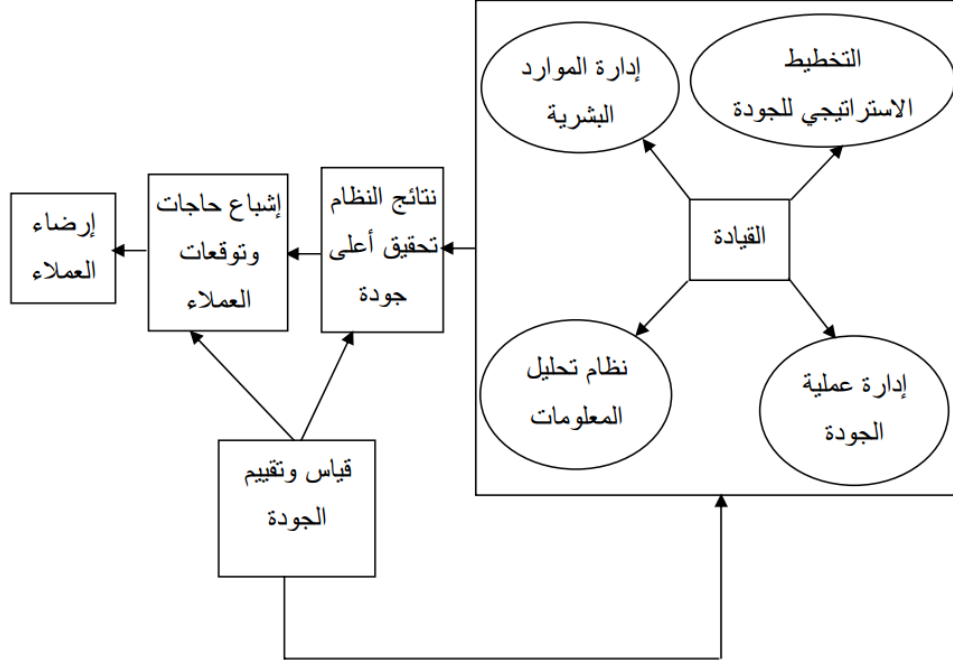 التخطيط
الاستراتيجي للجودة
إدارة الموارد
البشرية
القيادة
إدارة عملية
الجودة
نظام تحليل
المعلومات
نتائج النظام
تحقيق أعلى
جودة
إشباع حاجات
وتوقعات
العملاء
إرضاء
العملاء
قياس وتقييم
الجودة